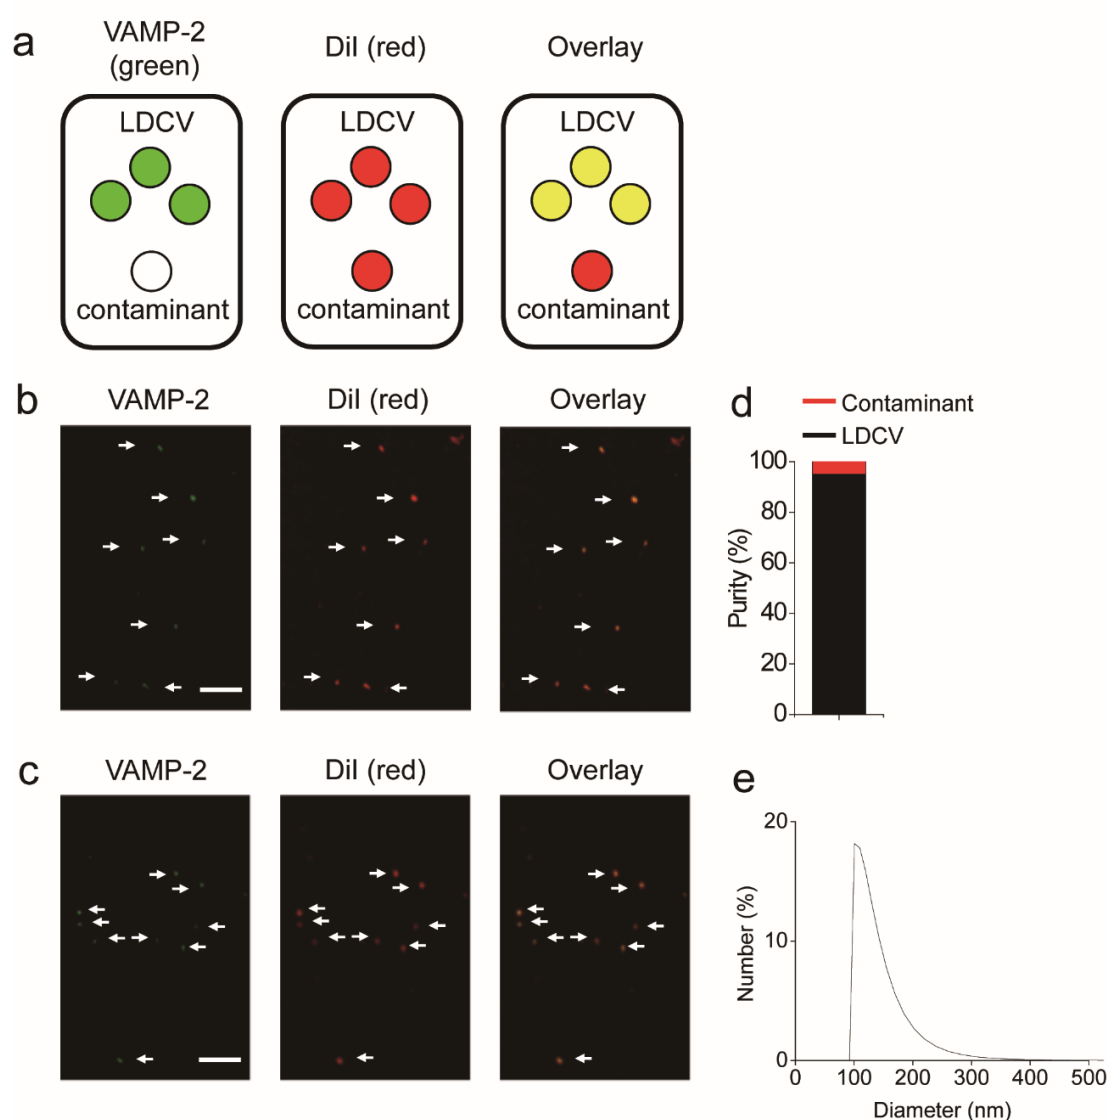 a
VAMP-2
(green)
DiI (red)
Overlay
LDCV
LDCV
LDCV
contaminant
contaminant
contaminant
b
VAMP-2
DiI (red)
Overlay
d
Contaminant
LDCV
100
80
60
40
20
0
Purity (%)
c
VAMP-2
DiI (red)
Overlay
e
20
10
0
Number (%)
0 100 200 300 400 500
Diameter (nm)